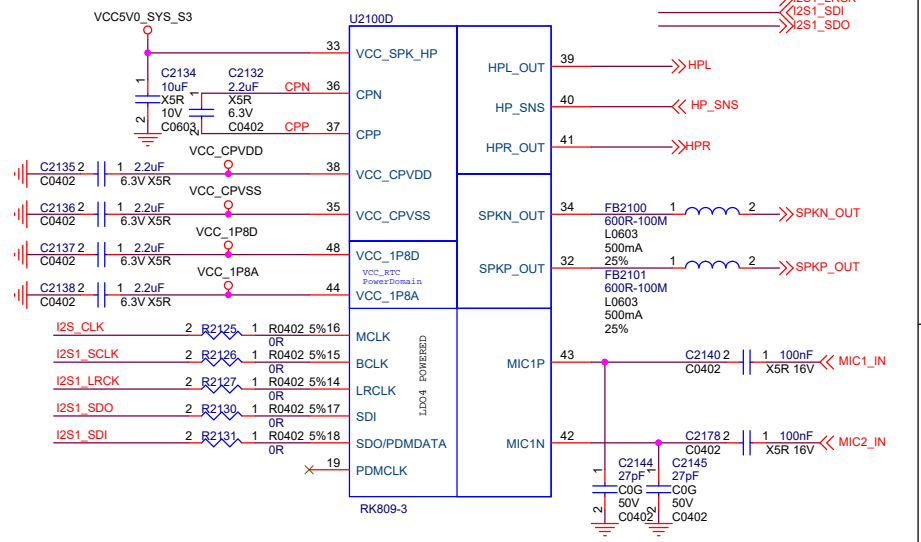 I2S1_LRCK
I2S1_SDI
I2S1_SDO
VCC5V0_SYS_S3
U2100D
33
VCC_SPK_HP
C2134
10uF
X5R
10V
C0603
1
2
C2132
2.2uF
X5R
6.3V
C0402
1
2
CPN
36
CPN
CPP
37
CPP
VCC_CPVDD
C2135 2
1 2.2uF
C0402
6.3V X5R
38
VCC_CPVDD
VCC_CPVSS
C2136 2
1 2.2uF
C0402
6.3V X5R
35
VCC_CPVSS
VCC_1P8D
C2137 2
1 2.2uF
C0402
6.3V X5R
48
VCC_1P8D
VCC_RTC
PowerDomain
VCC_1P8A
C2138 2
1 2.2uF
C0402
6.3V X5R
44
VCC_1P8A
I2S_CLK
2 R2125 1 R0402 5% 16
0R
MCLK
I2S1_SCLK
2 R2126 1 R0402 5% 15
0R
BCLK
I2S1_LRCK
2 R2127 1 R0402 5% 14
0R
LRCLK
I2S1_SDO
2 R2130 1 R0402 5% 17
0R
SDI
I2S1_SDI
2 R2131 1 R0402 5% 18
0R
SDO/PDMDATA
19
PDMCLK
LDO4 POWERED
RK809-3
HPL_OUT
39
HPL
HP_SNS
40
HP_SNS
HPR_OUT
41
HPR
SPKN_OUT
34
FB2100
600R-100M
L0603
500mA
25%
1 2
SPKN_OUT
SPKP_OUT
32
FB2101
600R-100M
L0603
500mA
25%
1 2
SPKP_OUT
MIC1P
43
C2140 2
1 100nF
C0402
X5R 16V
MIC1_IN
MIC1N
42
C2178 2
1 100nF
C0402
X5R 16V
MIC2_IN
1
2
C2144
27pF
C0G
50V
C0402
1
2
C2145
27pF
C0G
50V
C0402